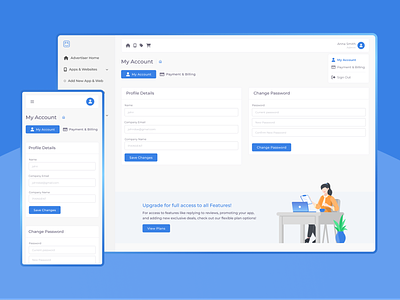 Advertiser Home
Apps & Websites
Add New App & Web
My Account
My Account
Payment & Billing
Profile Details
Name
Company Email
Company Name
Save Changes
Change Password
Password
Change Password
Anna Smith
My Account
Payment & Billing
Sign Out
Upgrade for full access to all Features!
For access to features like replying to reviews, promoting your app,
and adding new exclusive deals, check out our flexible plan options!
View Plans
My Account
My Account
Payment & Billing
Profile Details
Name
Company Email
Company Name
Save Changes
Change Password
Password